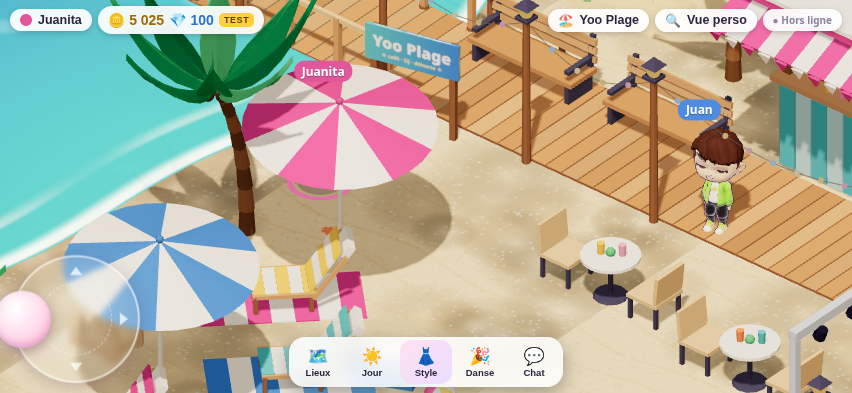 Juanita
5 025
100
TEST
Yoo Plage
Vue perso
● Hors ligne
Yoo Plage
Juanita
Juan
Lieux
Jour
Style
Danse
Chat